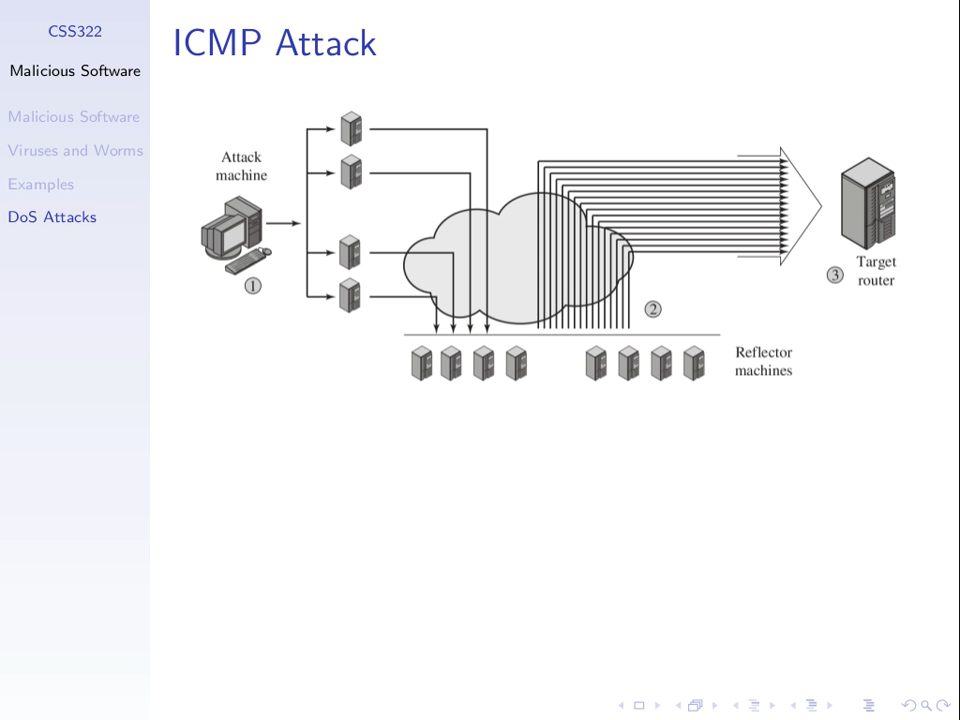 CSS322
Malicious Software
Malicious Software
Viruses and Worms
Examples
DoS Attacks
ICMP Attack
Attack
machine
1
2
3
Target
router
Reflector
machines